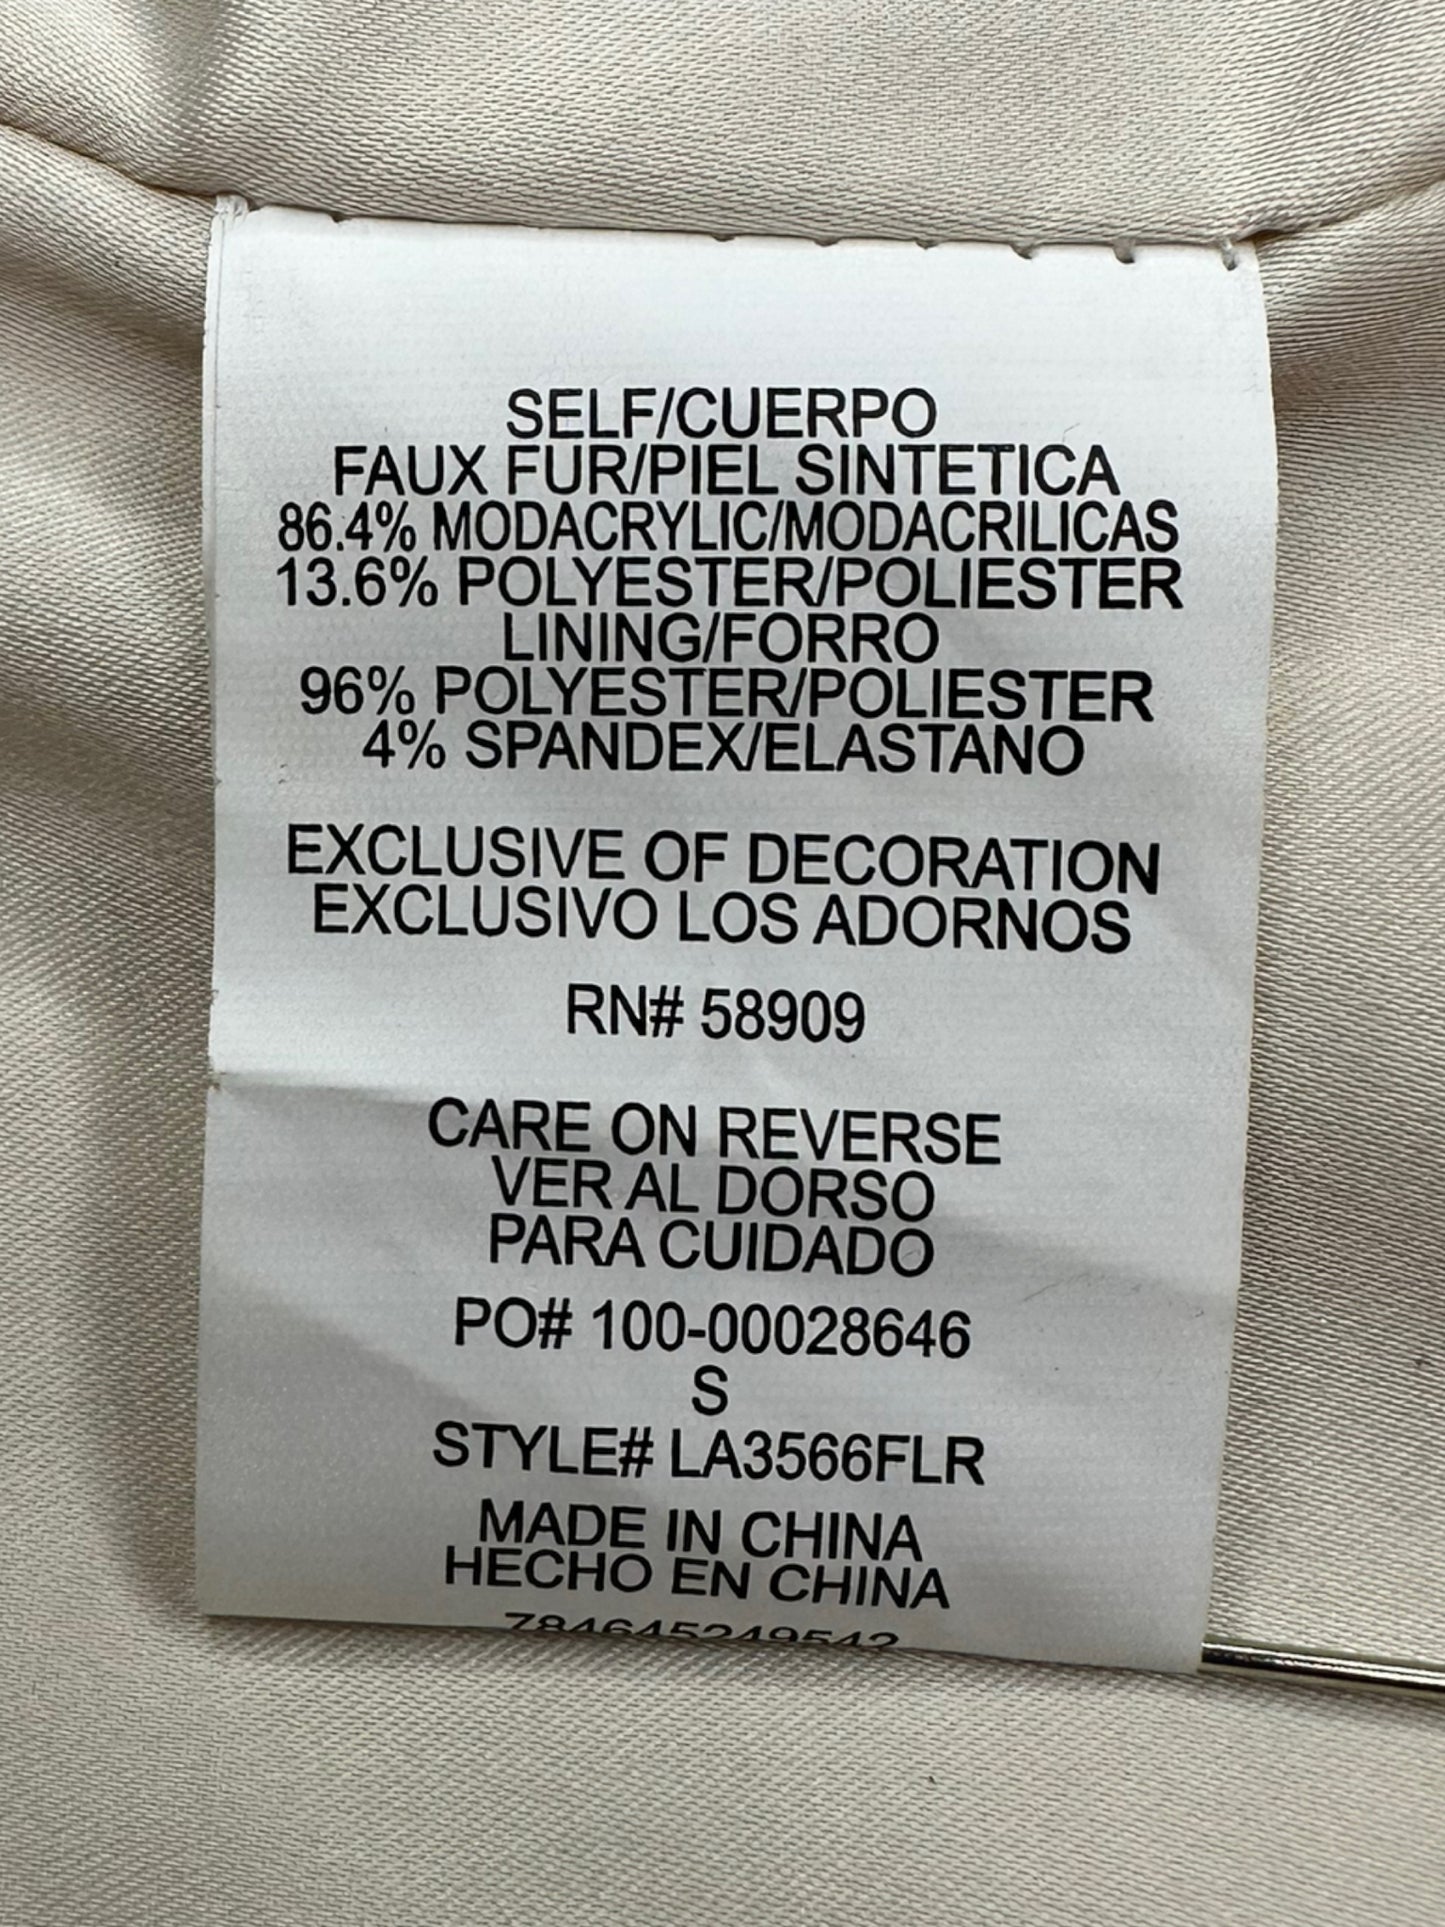 SELF/CUERPO
FAUX FUR/PIEL SINTETICA
86.4% MODACRYLIC/MODACRILICAS
13.6% POLYESTER/POLIESTER
LINING/FORRO
96% POLYESTER/POLIESTER
4% SPANDEX/ELASTANO
EXCLUSIVE OF DECORATION
EXCLUSIVO LOS ADORNOS
RN# 58909
CARE ON REVERSE
VER AL DORSO
PARA CUIDADO
PO# 100-00028646
S
STYLE# LA3566FLR
MADE IN CHINA
HECHO EN CHINA